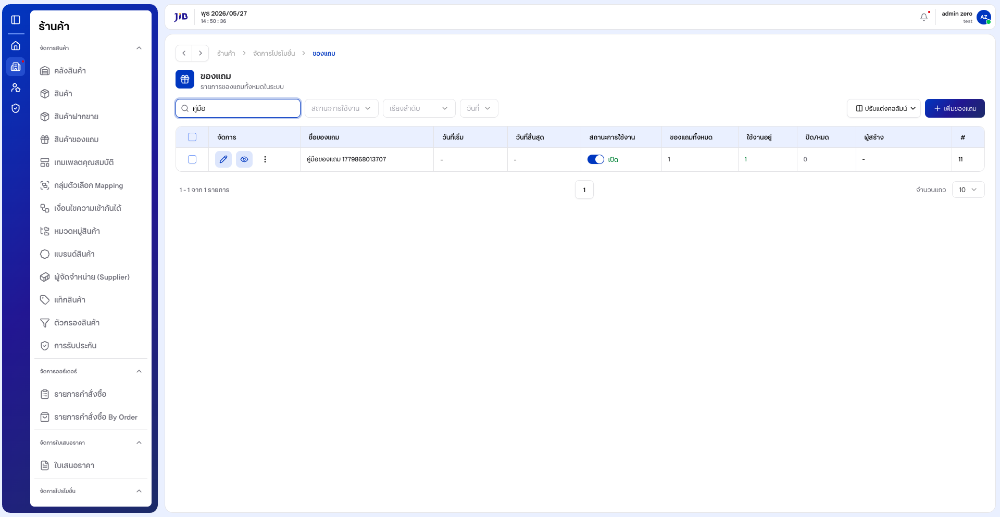 ร้านค้า
จัดการสินค้า
คลังสินค้า
สินค้า
สินค้าฝากขาย
สินค้าของแถม
เทมเพลตคุณสมบัติ
กลุ่มตัวเลือก Mapping
เงื่อนไขความเข้ากันได้
หมวดหมู่สินค้า
แบรนด์สินค้า
ผู้จัดจำหน่าย (Supplier)
แท็กสินค้า
ตัวกรองสินค้า
การรับประกัน
จัดการออร์เดอร์
รายการคำสั่งซื้อ
รายการคำสั่งซื้อ By Order
จัดการใบเสนอราคา
ใบเสนอราคา
จัดการโปรโมชั่น
JIB
พุธ 2026/05/27
14 : 50 : 36
admin zero
test
AZ
ร้านค้า > จัดการโปรโมชั่น > ของแถม
ของแถม
รายการของแถมทั้งหมดในระบบ
คู่มือ สถานะการใช้งาน เรียงลำดับ วันที่ ปรับแต่งคอลัมน์ เพิ่มของแถม
จัดการ ชื่อของแถม วันที่เริ่ม วันที่สิ้นสุด สถานะการใช้งาน ของแถมทั้งหมด ใช้งานอยู่ ปิด/หมด ผู้สร้าง #
คู่มือของแถม 1779868013707 - - เปิด 1 1 0 - 11
1 - 1 จาก 1 รายการ 1 จำนวนแถว 10